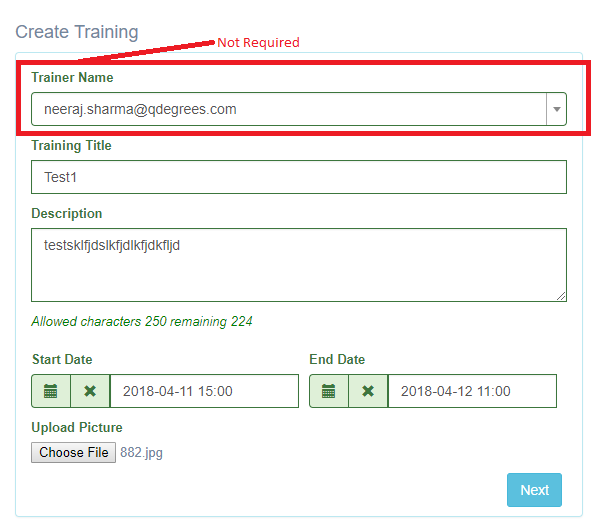 Create Training
Not Required
Trainer Name
neeraj.sharma@qdegrees.com
Training Title
Test1
Description
testsklfjdslkfjdlkfjdkfljd
Allowed characters 250 remaining 224
Start Date End Date
2018-04-11 15:00 2018-04-12 11:00
Upload Picture
Choose File 882.jpg
Next